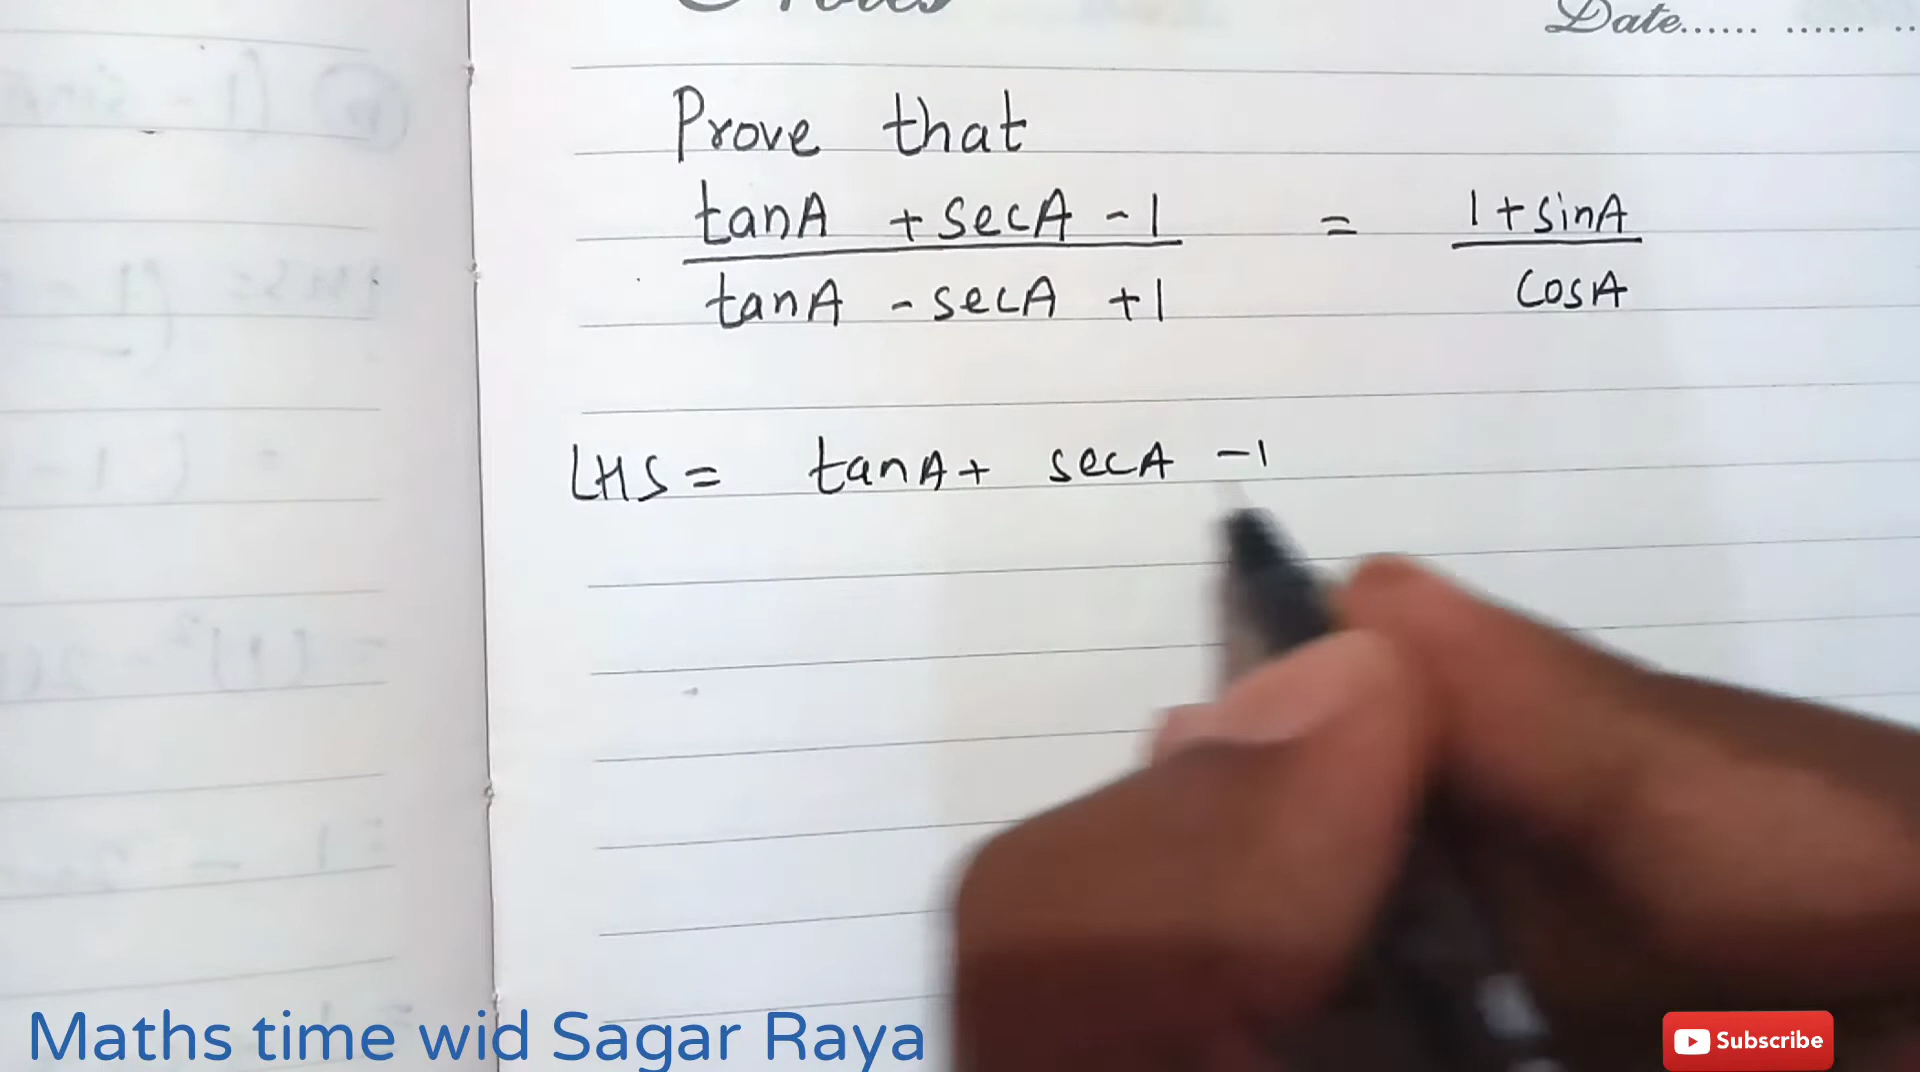 Notes
Date...... ...... ..
Prove that
tanA + secA - 1 = 1 + sinA
tanA - secA + 1 cosA
LHS = tanA + secA - 1
Maths time wid Sagar Raya
Subscribe